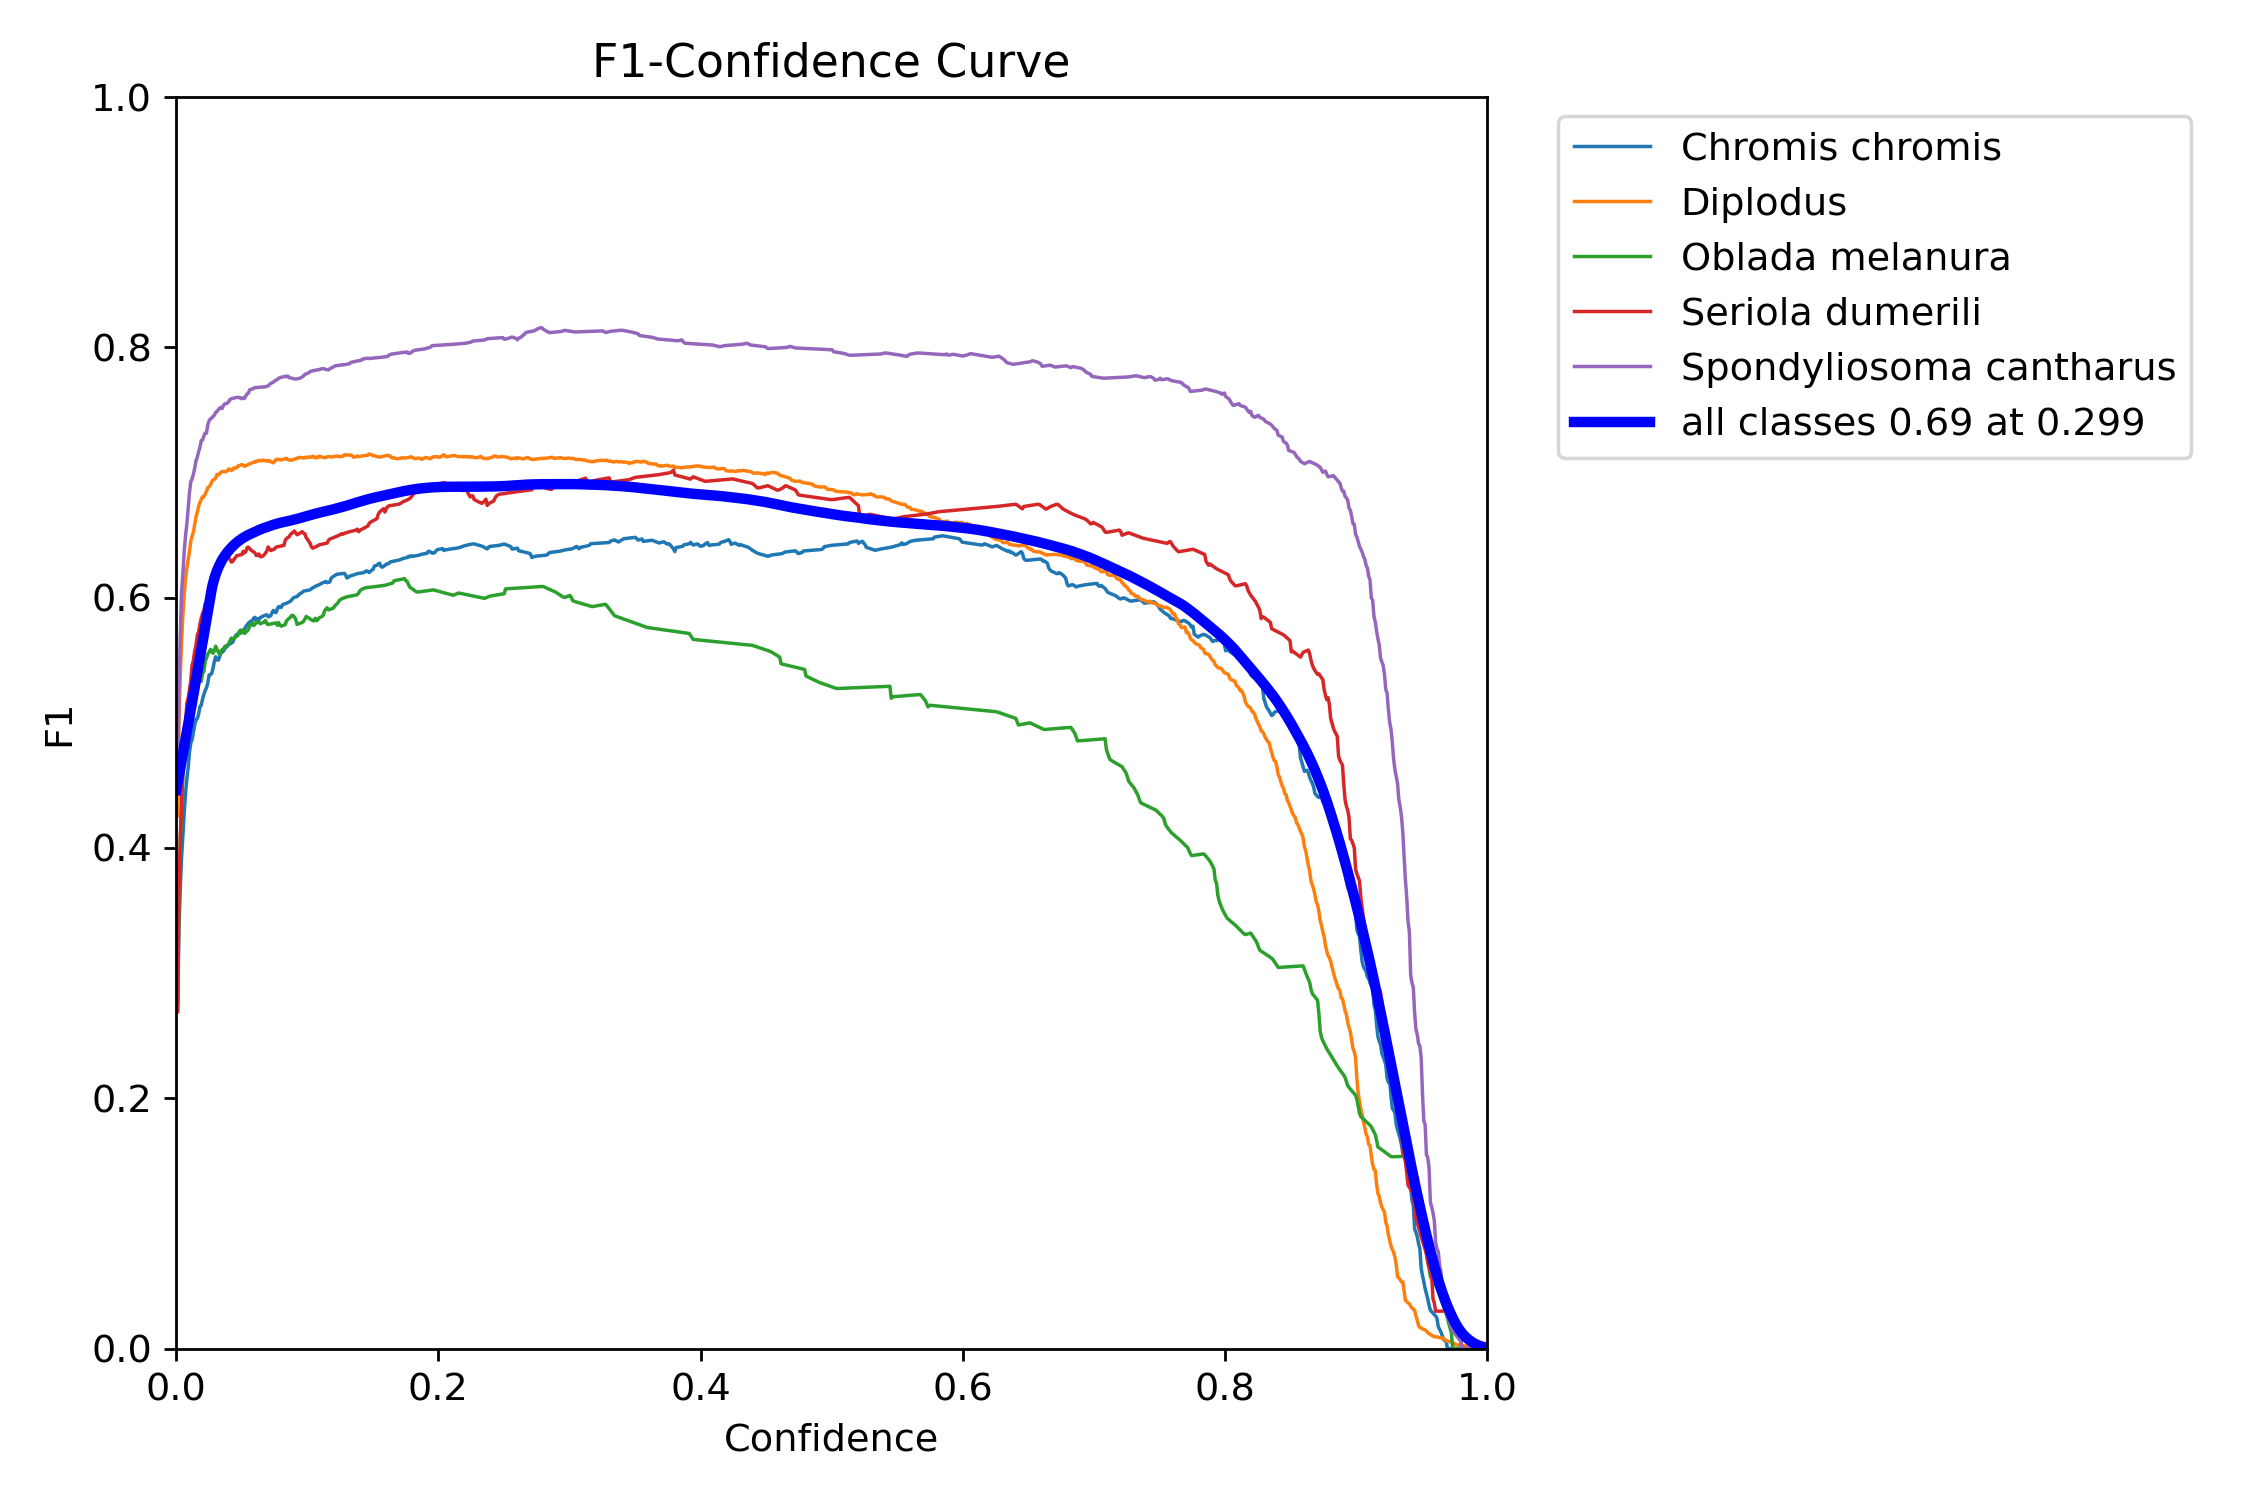 F1-Confidence Curve
1.0
0.8
0.6
0.4
0.2
0.0
F1
0.0 0.2 0.4 0.6 0.8 1.0
Confidence
Chromis chromis
Diplodus
Oblada melanura
Seriola dumerili
Spondyliosoma cantharus
all classes 0.69 at 0.299